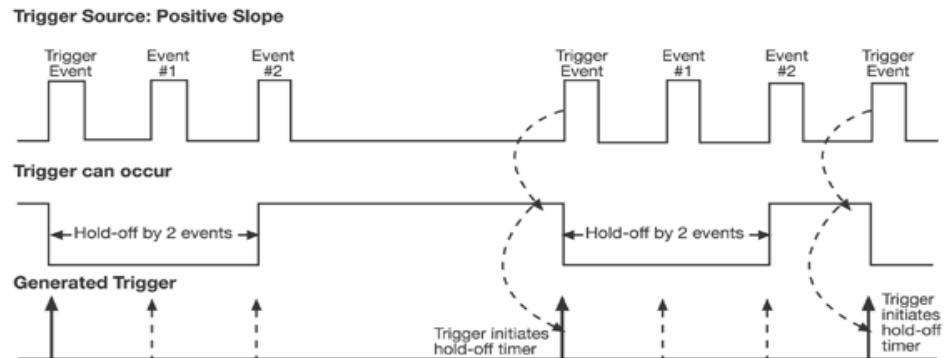 Trigger Source: Positive Slope
Trigger
Event
Event
#1
Event
#2
Trigger
Event
Event
#1
Event
#2
Trigger
Event
Trigger can occur
Hold-off by 2 events
Hold-off by 2 events
Generated Trigger
Trigger initiates
hold-off timer
Trigger
initiates
hold-off
timer